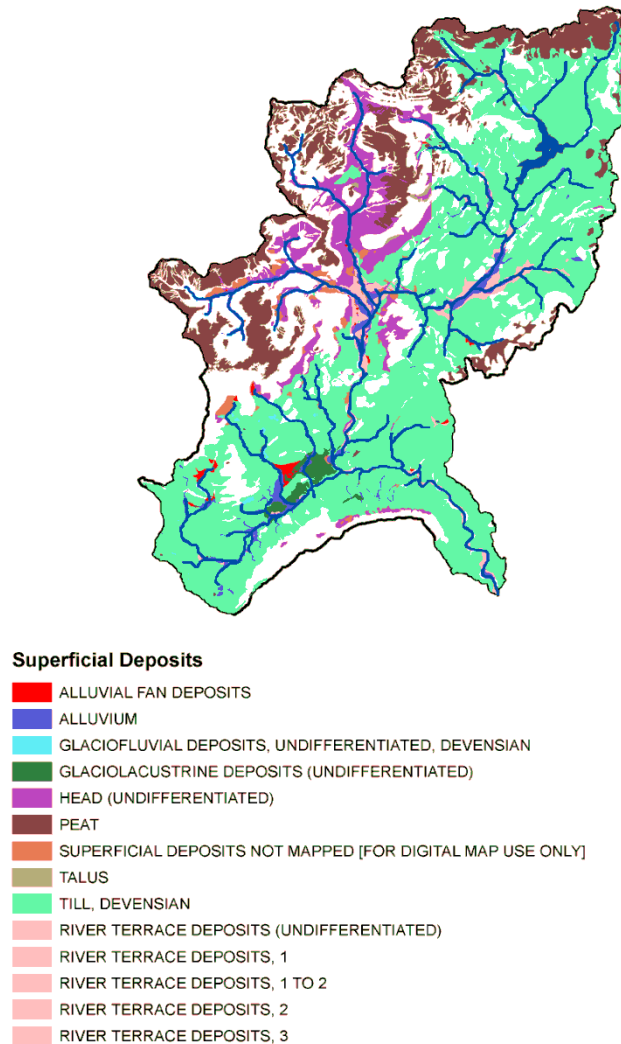 Superficial Deposits
ALLUVIAL FAN DEPOSITS
ALLUVIUM
GLACIOFLUVIAL DEPOSITS, UNDIFFERENTIATED, DEVENSIAN
GLACIOLACUSTRINE DEPOSITS (UNDIFFERENTIATED)
HEAD (UNDIFFERENTIATED)
PEAT
SUPERFICIAL DEPOSITS NOT MAPPED [FOR DIGITAL MAP USE ONLY]
TALUS
TILL, DEVENSIAN
RIVER TERRACE DEPOSITS (UNDIFFERENTIATED)
RIVER TERRACE DEPOSITS, 1
RIVER TERRACE DEPOSITS, 1 TO 2
RIVER TERRACE DEPOSITS, 2
RIVER TERRACE DEPOSITS, 3